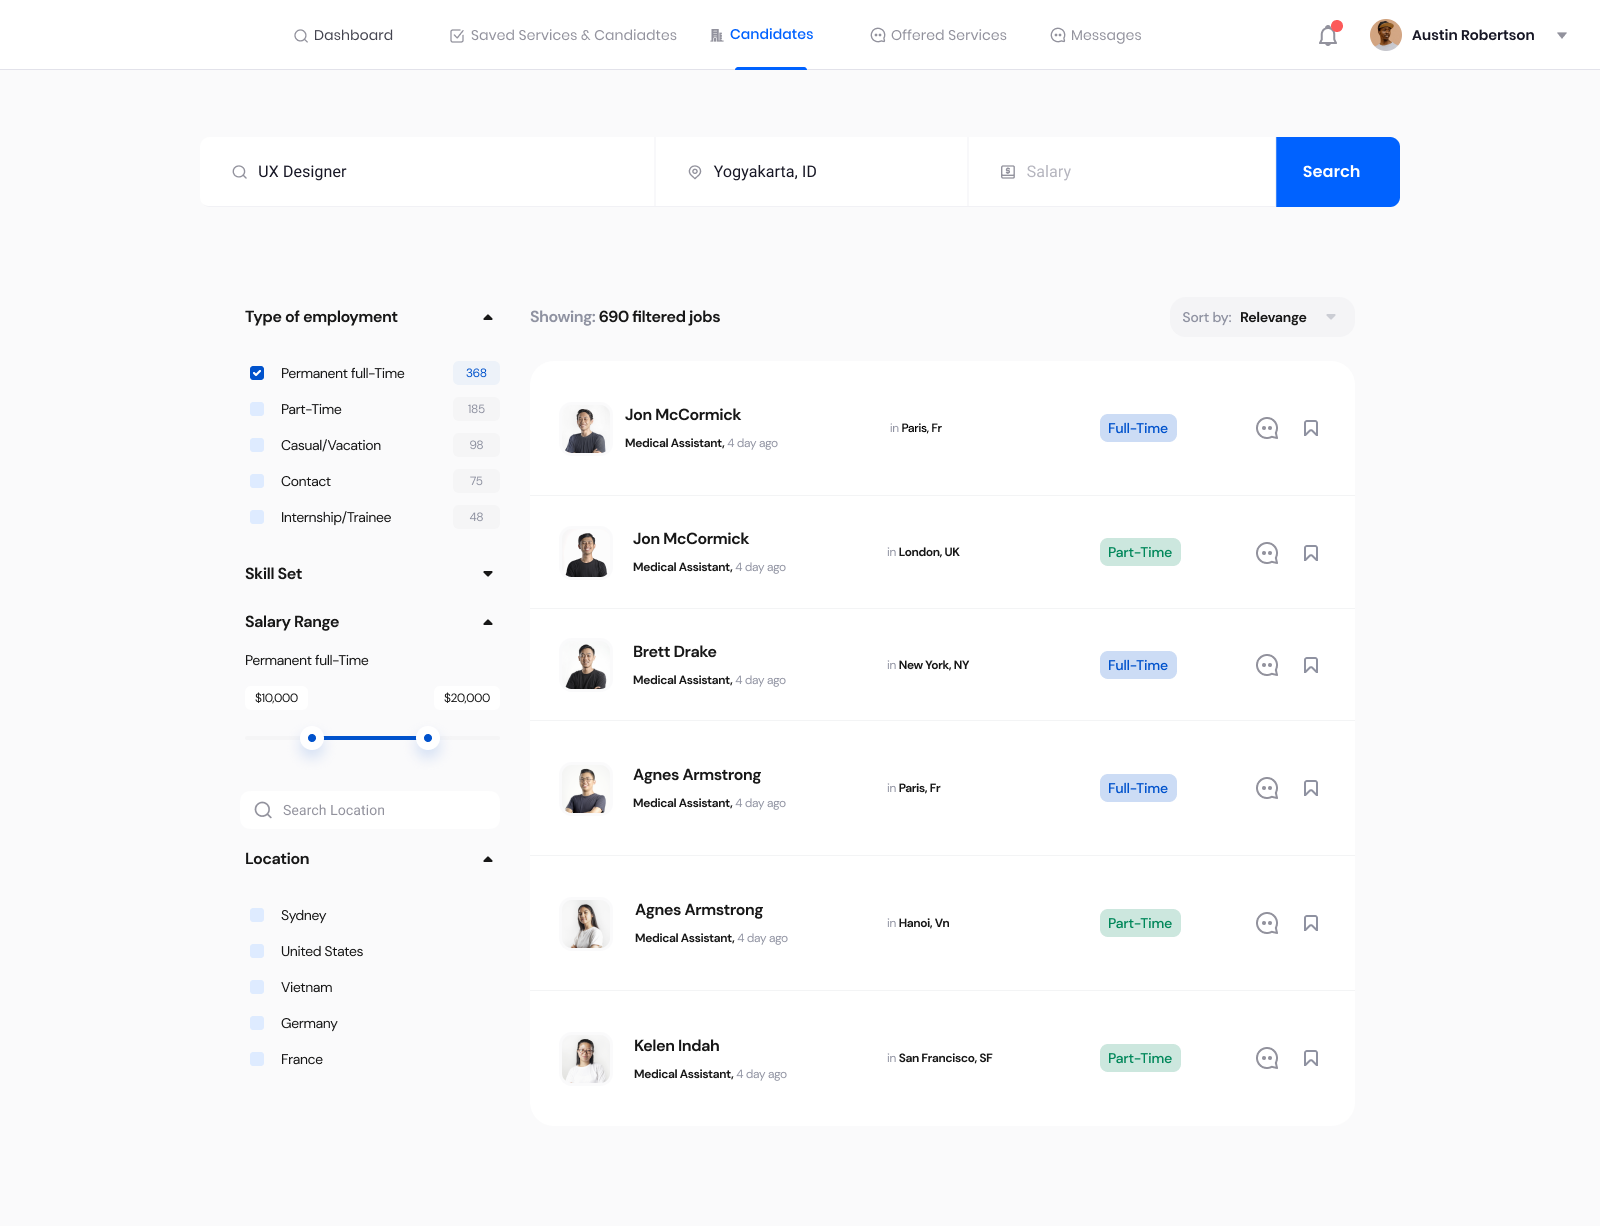 Dashboard
Saved Services & Candiadtes
Candidates
Offered Services
Messages
Austin Robertson
UX Designer
Yogyakarta, ID
Salary
Search
Type of employment
Permanent full-Time 368
Part-Time 185
Casual/Vacation 98
Contact 75
Internship/Trainee 48
Skill Set
Salary Range
Permanent full-Time
$10,000 $20,000
Search Location
Location
Sydney
United States
Vietnam
Germany
France
Showing: 690 filtered jobs
Sort by: Relevange
Jon McCormick
Medical Assistant, 4 day ago
in Paris, Fr
Full-Time
Jon McCormick
Medical Assistant, 4 day ago
in London, UK
Part-Time
Brett Drake
Medical Assistant, 4 day ago
in New York, NY
Full-Time
Agnes Armstrong
Medical Assistant, 4 day ago
in Paris, Fr
Full-Time
Agnes Armstrong
Medical Assistant, 4 day ago
in Hanoi, Vn
Part-Time
Kelen Indah
Medical Assistant, 4 day ago
in San Francisco, SF
Part-Time